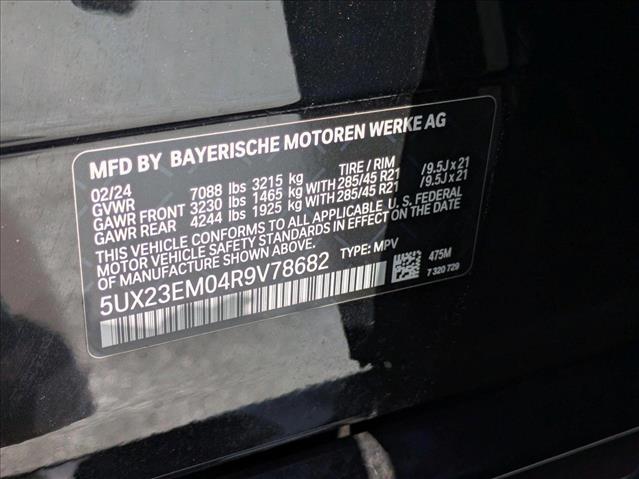 MFD BY BAYERISCHE MOTOREN WERKE AG
02/24 TIRE / RIM
GVWR 7088 lbs 3215 kg
GAWR FRONT 3230 lbs 1465 kg WITH 285/45 R21 /9.5J x 21
GAWR REAR 4244 lbs 1925 kg WITH 285/45 R21 /9.5J x 21
THIS VEHICLE CONFORMS TO ALL APPLICABLE U. S. FEDERAL
MOTOR VEHICLE SAFETY STANDARDS IN EFFECT ON THE DATE
OF MANUFACTURE SHOWN ABOVE.
5UX23EM04R9V78682 TYPE: MPV 475M
7 320 729